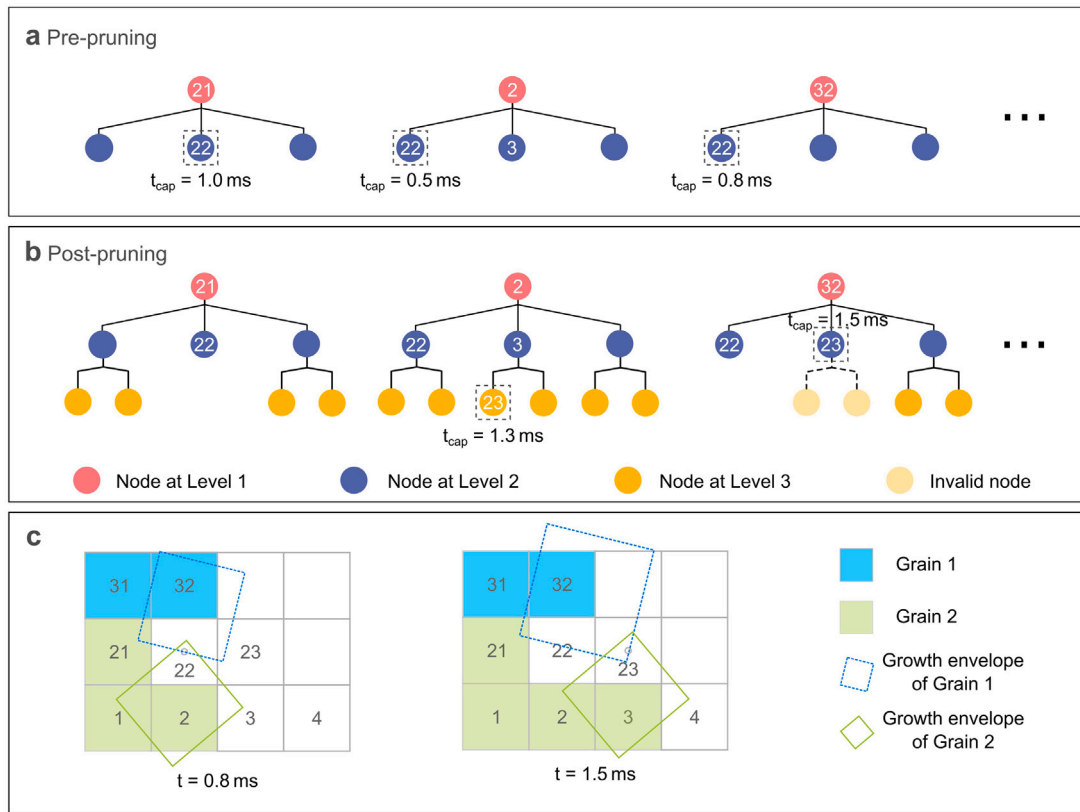 a Pre-pruning
21
2
32
...
22
22
3
22
t_cap = 1.0 ms
t_cap = 0.5 ms
t_cap = 0.8 ms
b Post-pruning
21
2
32
t_cap = 1.5 ms
22
22
3
22
23
...
23
t_cap = 1.3 ms
Node at Level 1
Node at Level 2
Node at Level 3
Invalid node
c
31
32
21
22
23
1
2
3
4
t = 0.8 ms
31
32
21
22
23
1
2
3
4
t = 1.5 ms
Grain 1
Grain 2
Growth envelope
of Grain 1
Growth envelope
of Grain 2